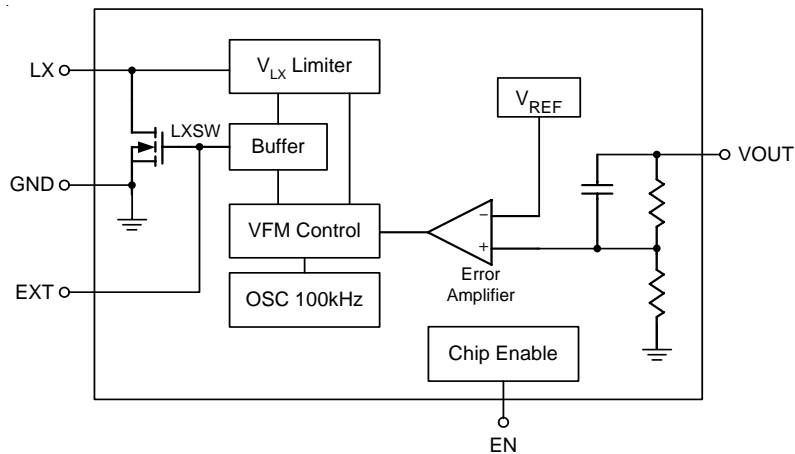 LX
V_LX Limiter
V_REF
LXSW
Buffer
VOUT
GND
VFM Control
−
+
Error
Amplifier
EXT
OSC 100kHz
Chip Enable
EN